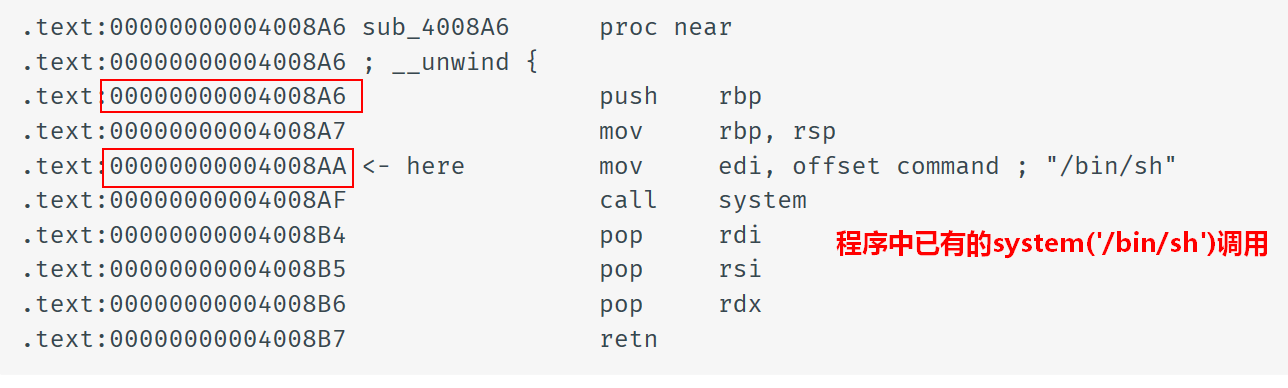 .text:00000000004008A6 sub_4008A6 proc near
.text:00000000004008A6 ; __unwind {
.text:00000000004008A6 push rbp
.text:00000000004008A7 mov rbp, rsp
.text:00000000004008AA <- here mov edi, offset command ; "/bin/sh"
.text:00000000004008AF call system
.text:00000000004008B4 pop rdi
程序中已有的system('/bin/sh')调用
.text:00000000004008B5 pop rsi
.text:00000000004008B6 pop rdx
.text:00000000004008B7 retn